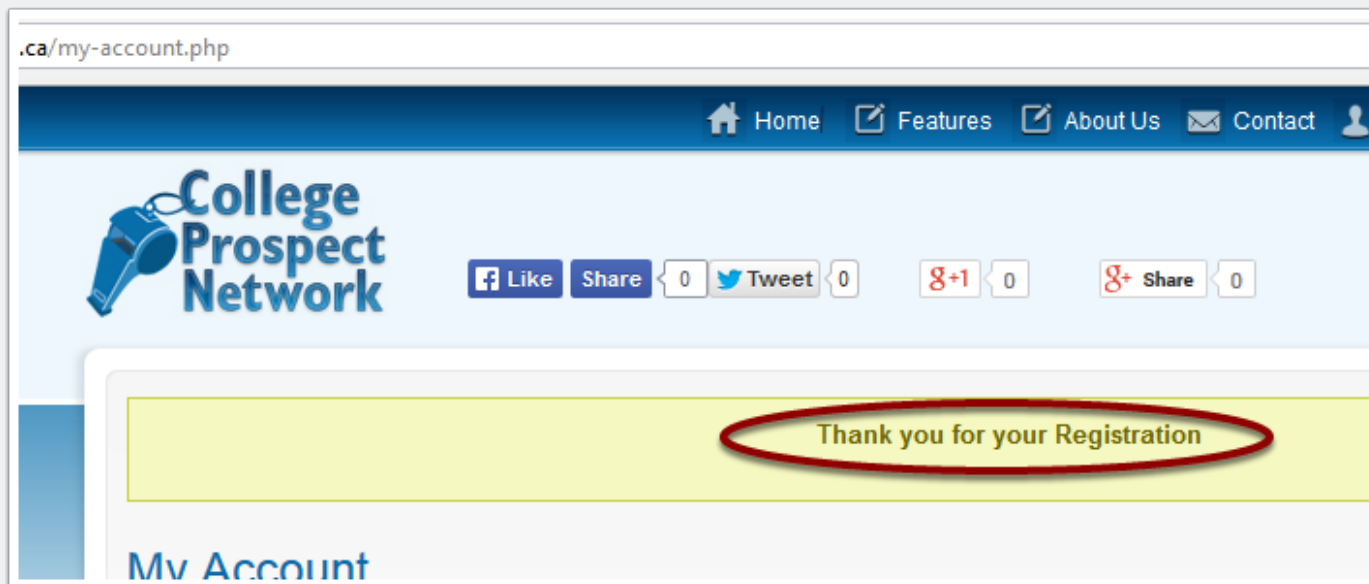 .ca/my-account.php
Home Features About Us Contact
College
Prospect
Network
Like Share 0 Tweet 0 g+1 0 g+ Share 0
Thank you for your Registration
My Account